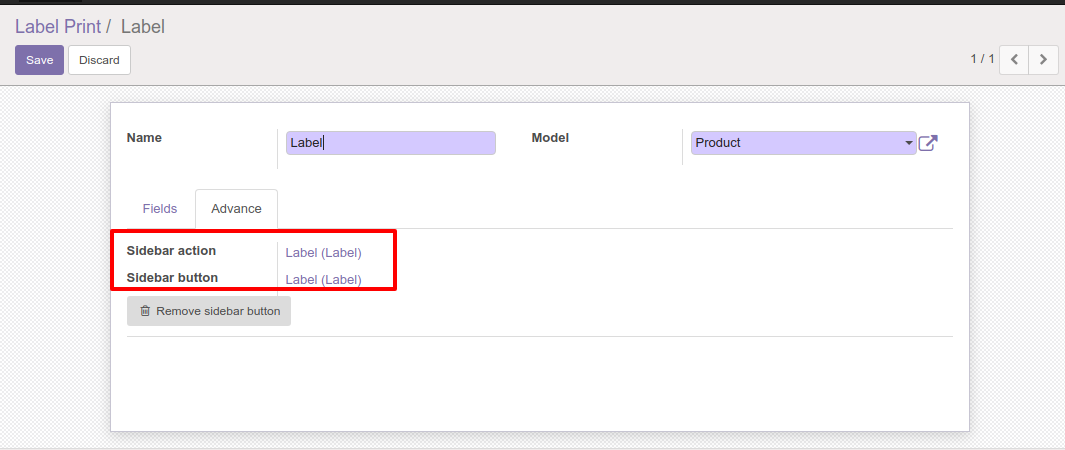 Label Print / Label
Save Discard 1 / 1
Name Label Model Product
Fields Advance
Sidebar action Label (Label)
Sidebar button Label (Label)
Remove sidebar button